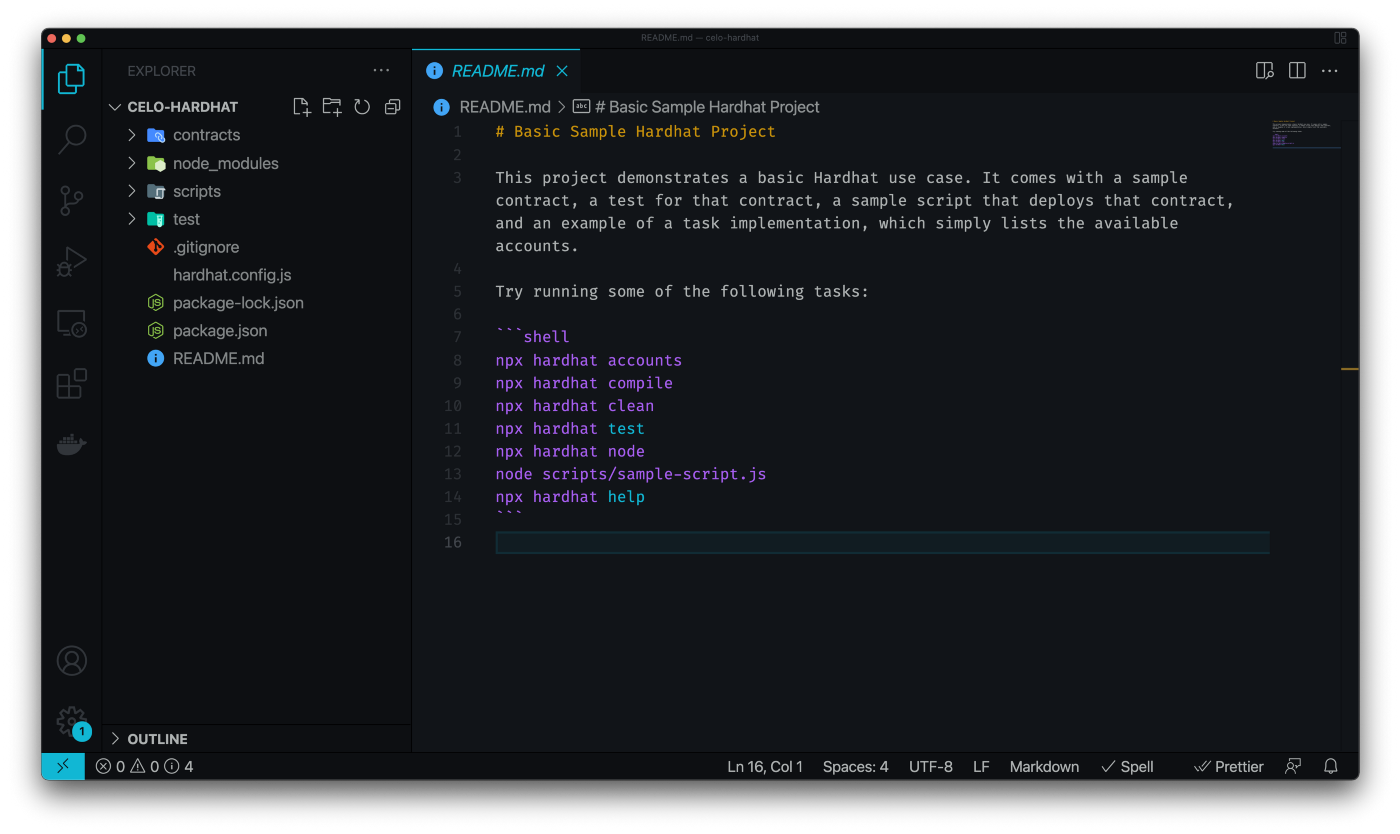 README.md — celo-hardhat
EXPLORER
README.md
CELO-HARDHAT
README.md > # Basic Sample Hardhat Project
contracts
node_modules
scripts
test
.gitignore
hardhat.config.js
package-lock.json
package.json
README.md
1 # Basic Sample Hardhat Project
2
3 This project demonstrates a basic Hardhat use case. It comes with a sample
contract, a test for that contract, a sample script that deploys that contract,
and an example of a task implementation, which simply lists the available
accounts.
4
5 Try running some of the following tasks:
6
7 ```shell
8 npx hardhat accounts
9 npx hardhat compile
10 npx hardhat clean
11 npx hardhat test
12 npx hardhat node
13 node scripts/sample-script.js
14 npx hardhat help
15 ```
16
1
OUTLINE
0 0 4 Ln 16, Col 1 Spaces: 4 UTF-8 LF Markdown Spell Prettier